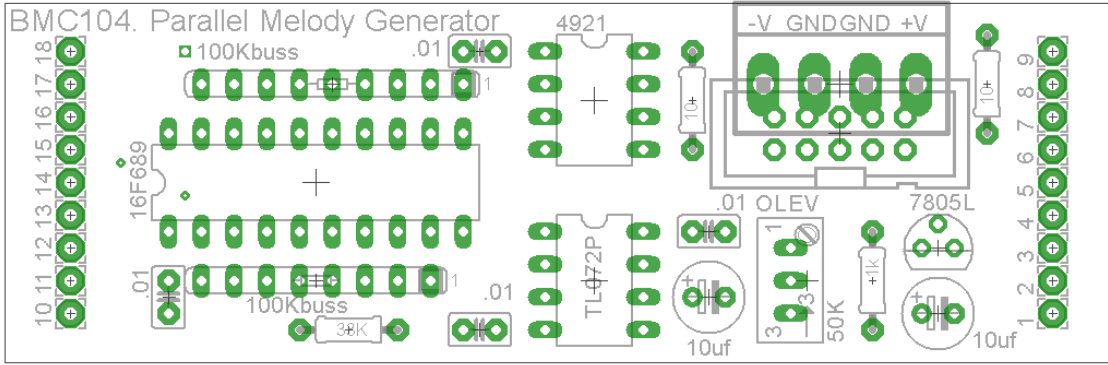 BMC104. Parallel Melody Generator
4921
-V GND GND +V
18
17
16
15
14
13
12
11
10
100Kbuss
.01
1
16F689
10
10
9
8
7
6
5
4
3
2
1
.01
OLEV
7805L
1
3
50K
1k
TL072P
.01
100Kbuss
1
.01
+
10uf
+
10uf